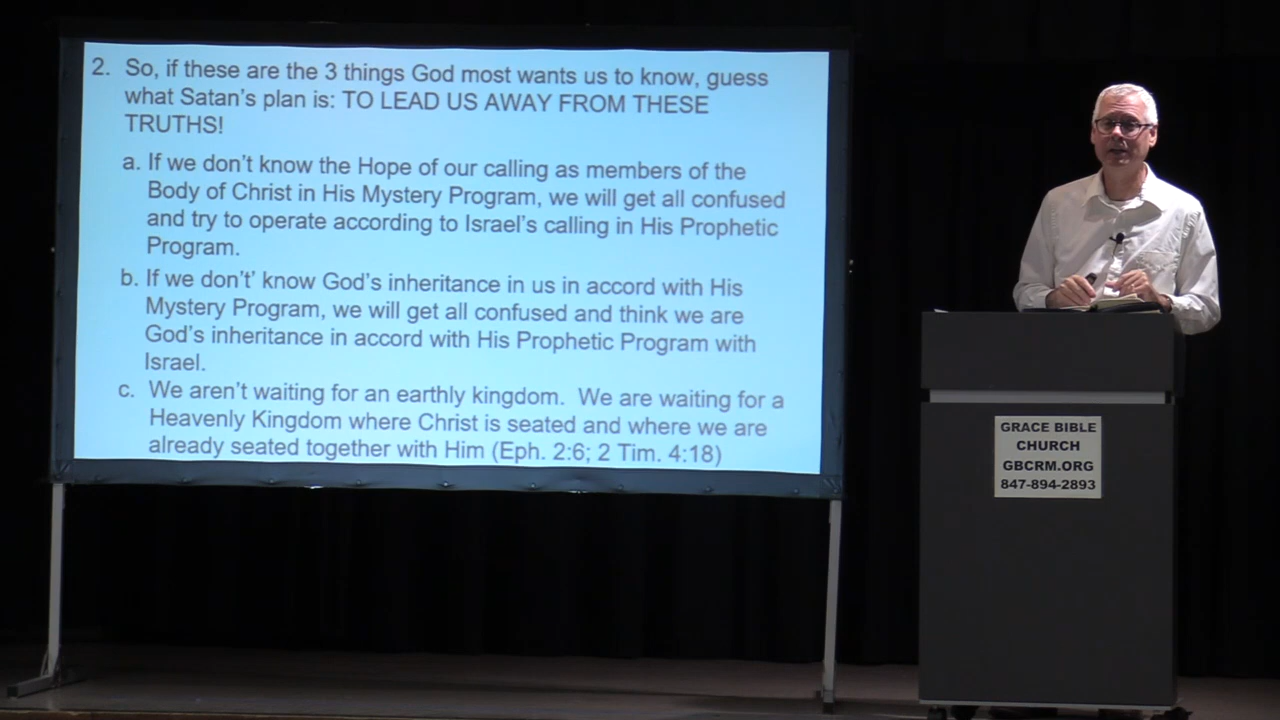 2. So, if these are the 3 things God most wants us to know, guess
what Satan's plan is: TO LEAD US AWAY FROM THESE
TRUTHS!
a. If we don't know the Hope of our calling as members of the
Body of Christ in His Mystery Program, we will get all confused
and try to operate according to Israel's calling in His Prophetic
Program.
b. If we don't' know God's inheritance in us in accord with His
Mystery Program, we will get all confused and think we are
God's inheritance in accord with His Prophetic Program with
Israel.
c. We aren't waiting for an earthly kingdom. We are waiting for a
Heavenly Kingdom where Christ is seated and where we are
already seated together with Him (Eph. 2:6; 2 Tim. 4:18)
GRACE BIBLE
CHURCH
GBCRM.ORG
847-894-2893